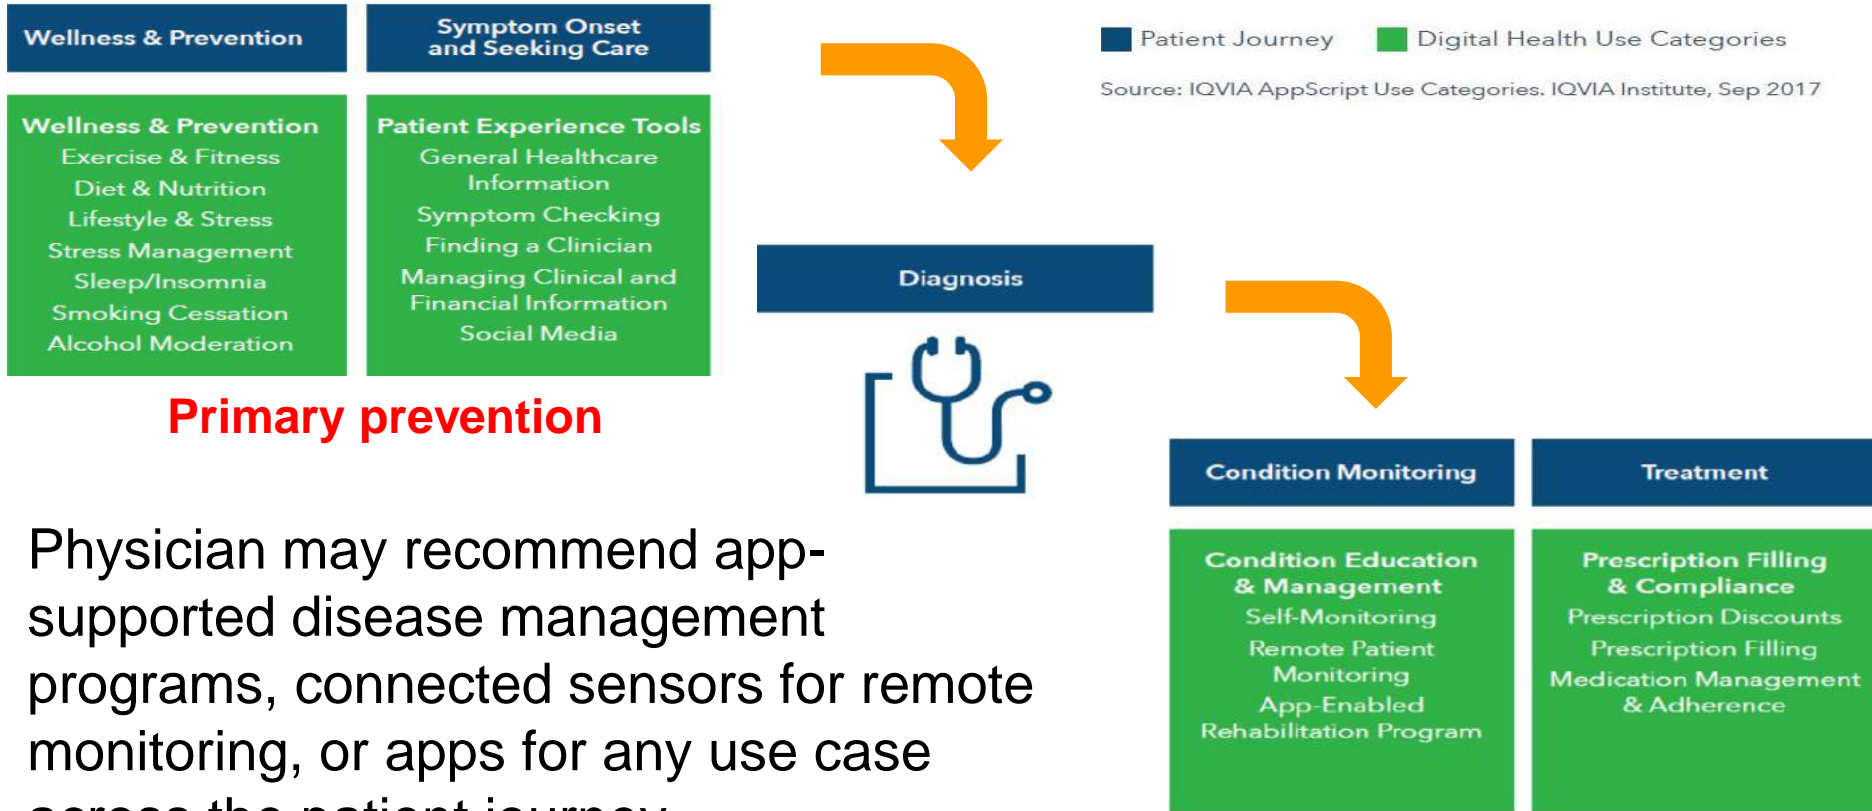 Wellness & Prevention
Symptom Onset
and Seeking Care
Patient Journey
Digital Health Use Categories
Source: IQVIA AppScript Use Categories. IQVIA Institute, Sep 2017
Wellness & Prevention
Exercise & Fitness
Diet & Nutrition
Lifestyle & Stress
Stress Management
Sleep/Insomnia
Smoking Cessation
Alcohol Moderation
Patient Experience Tools
General Healthcare
Information
Symptom Checking
Finding a Clinician
Managing Clinical and
Financial Information
Social Media
Primary prevention
Diagnosis
Condition Monitoring
Treatment
Condition Education
& Management
Self-Monitoring
Remote Patient
Monitoring
App-Enabled
Rehabilitation Program
Prescription Filling
& Compliance
Prescription Discounts
Prescription Filling
Medication Management
& Adherence
Physician may recommend app-
supported disease management
programs, connected sensors for remote
monitoring, or apps for any use case
across the patient journey